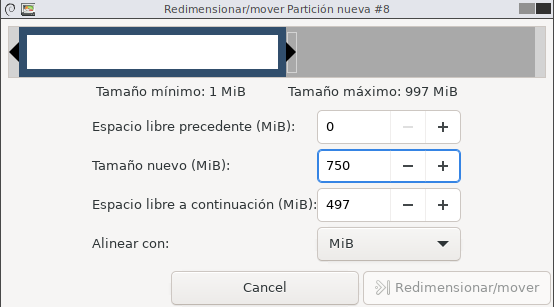 Redimensionar/mover Partición nueva #8
Tamaño mínimo: 1 MiB Tamaño máximo: 997 MiB
Espacio libre precedente (MiB): 0
Tamaño nuevo (MiB): 750
Espacio libre a continuación (MiB): 497
Alinear con: MiB
Cancel Redimensionar/mover